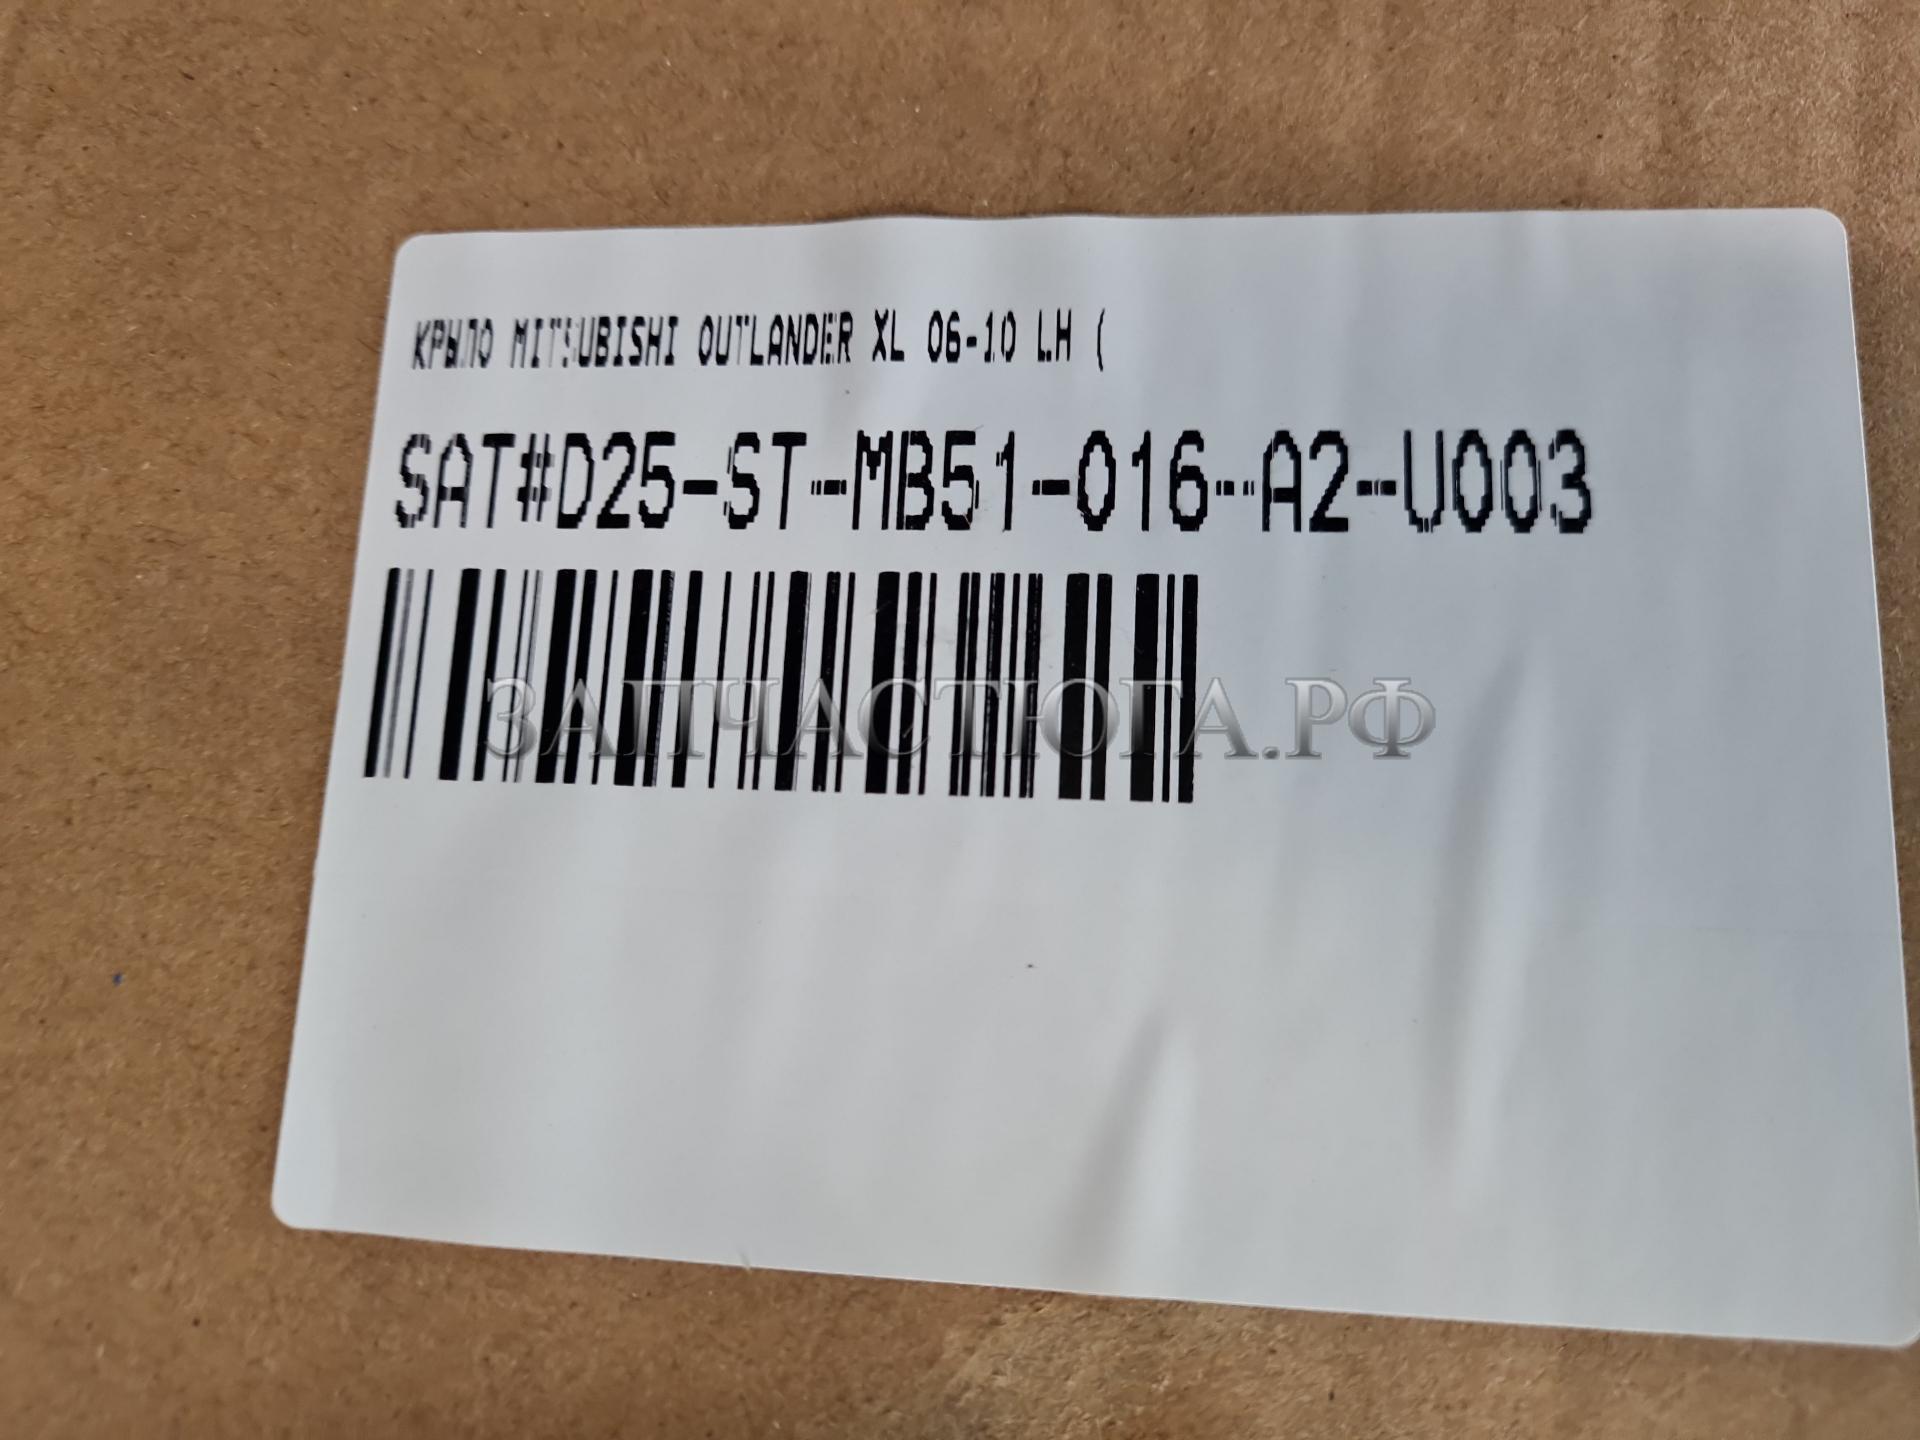 КРЫЛО MITSUBISHI OUTLANDER XL 06-10 LH (
SAT#D25-ST-MB51-016-A2-U003
ЗАПЧАСТЮГА.РФ